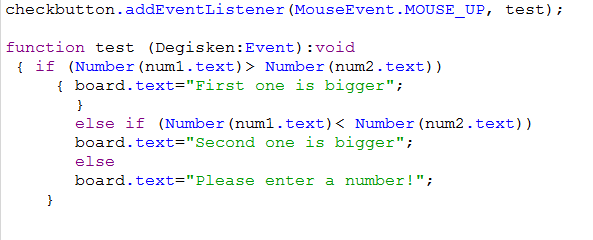 checkbutton.addEventListener(MouseEvent.MOUSE_UP, test);
function test (Degisken:Event):void
{ if (Number(num1.text)> Number(num2.text))
{ board.text="First one is bigger";
}
else if (Number(num1.text)< Number(num2.text))
board.text="Second one is bigger";
else
board.text="Please enter a number!";
}